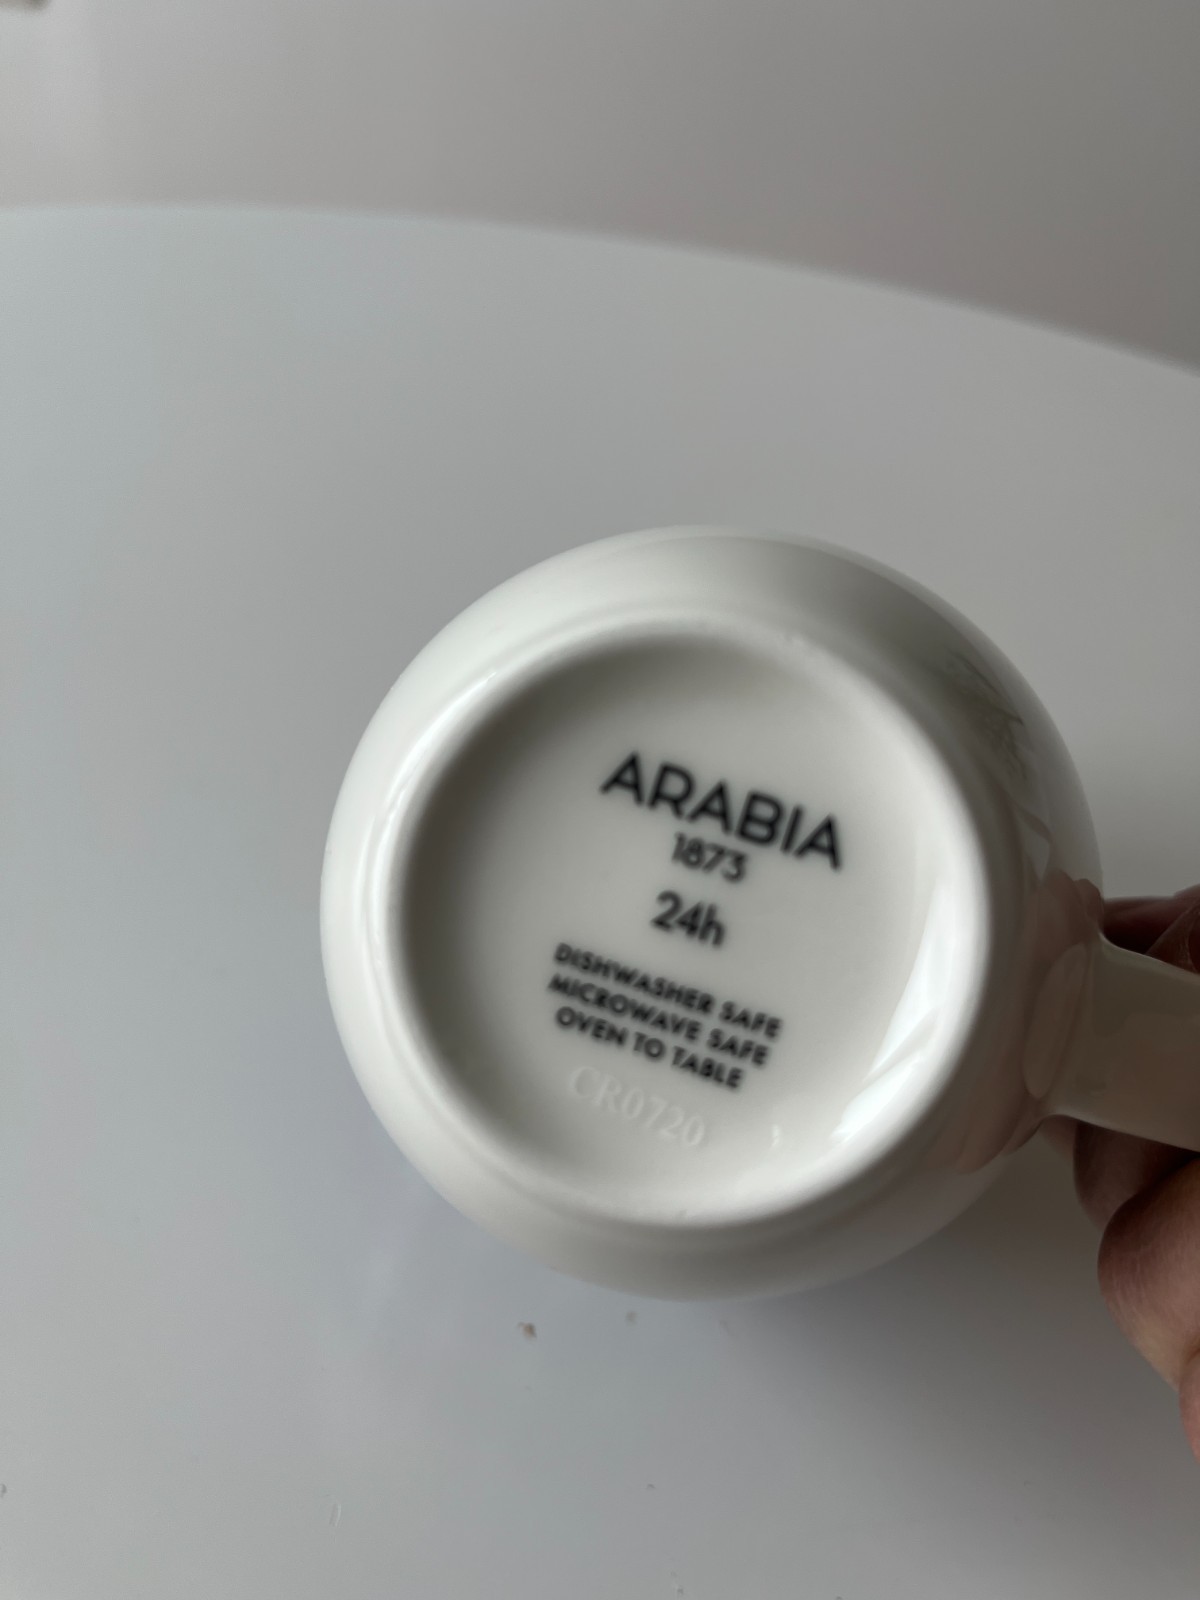 ARABIA
1873
24h
DISHWASHER SAFE
MICROWAVE SAFE
OVEN TO TABLE
CR0720